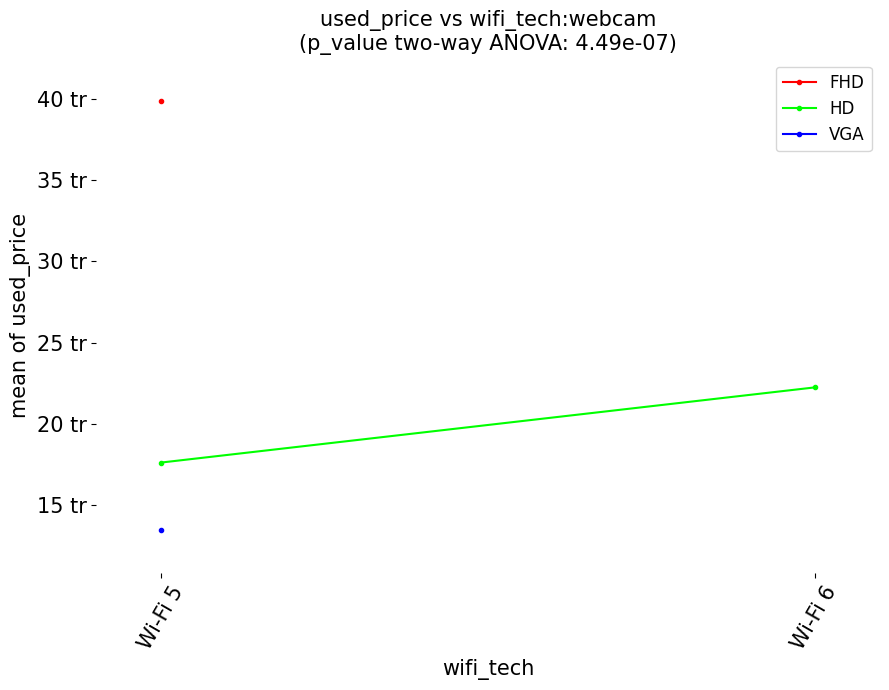 used_price vs wifi_tech:webcam
(p_value two-way ANOVA: 4.49e-07)
FHD
HD
VGA
40 tr
35 tr
30 tr
25 tr
20 tr
15 tr
mean of used_price
Wi-Fi 5
Wi-Fi 6
wifi_tech